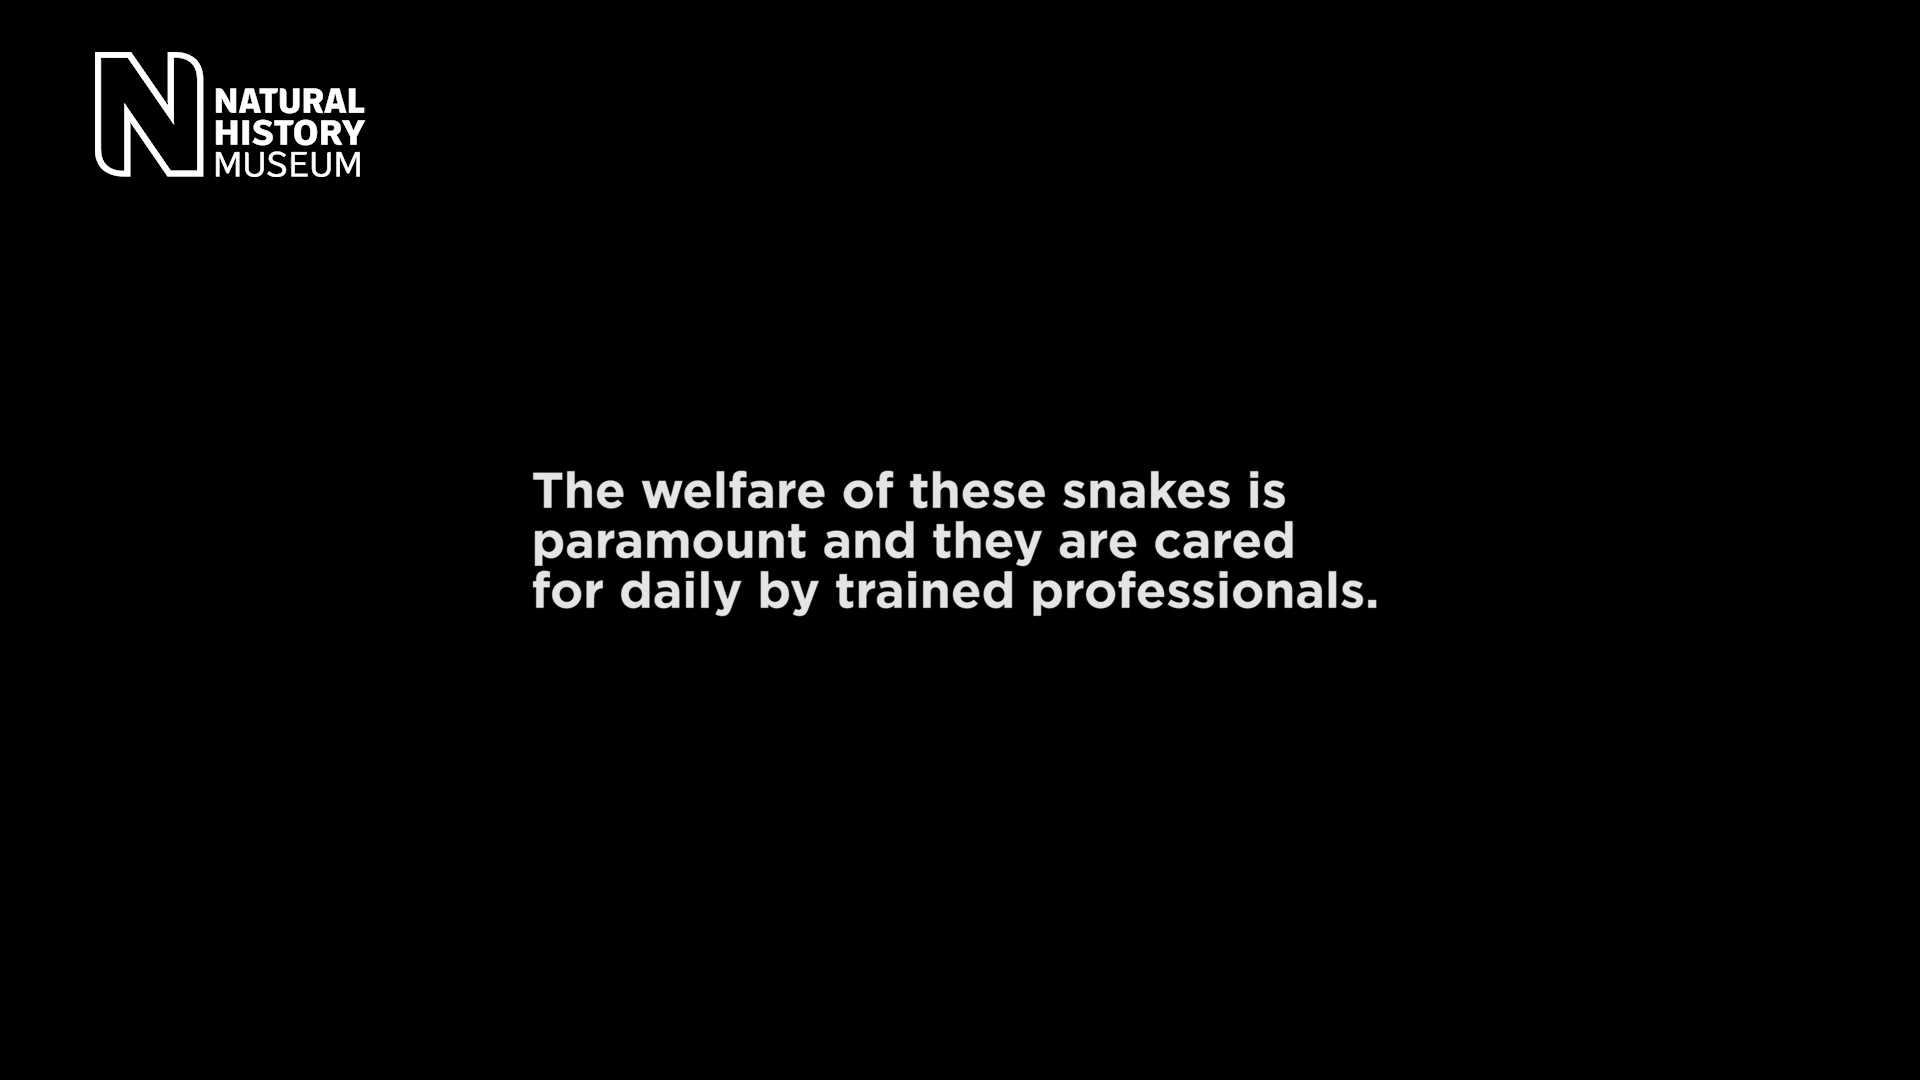 NATURAL
HISTORY
MUSEUM
The welfare of these snakes is
paramount and they are cared
for daily by trained professionals.